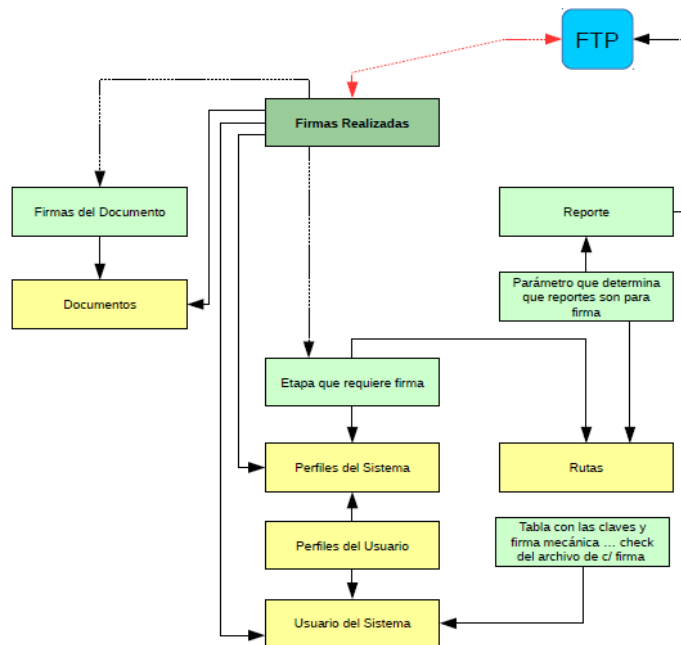 FTP
Firmas Realizadas
Firmas del Documento
Reporte
Documentos
Parámetro que determina
que reportes son para
firma
Etapa que requiere firma
Perfiles del Sistema
Rutas
Perfiles del Usuario
Tabla con las claves y
firma mecánica ... check
del archivo de c/ firma
Usuario del Sistema